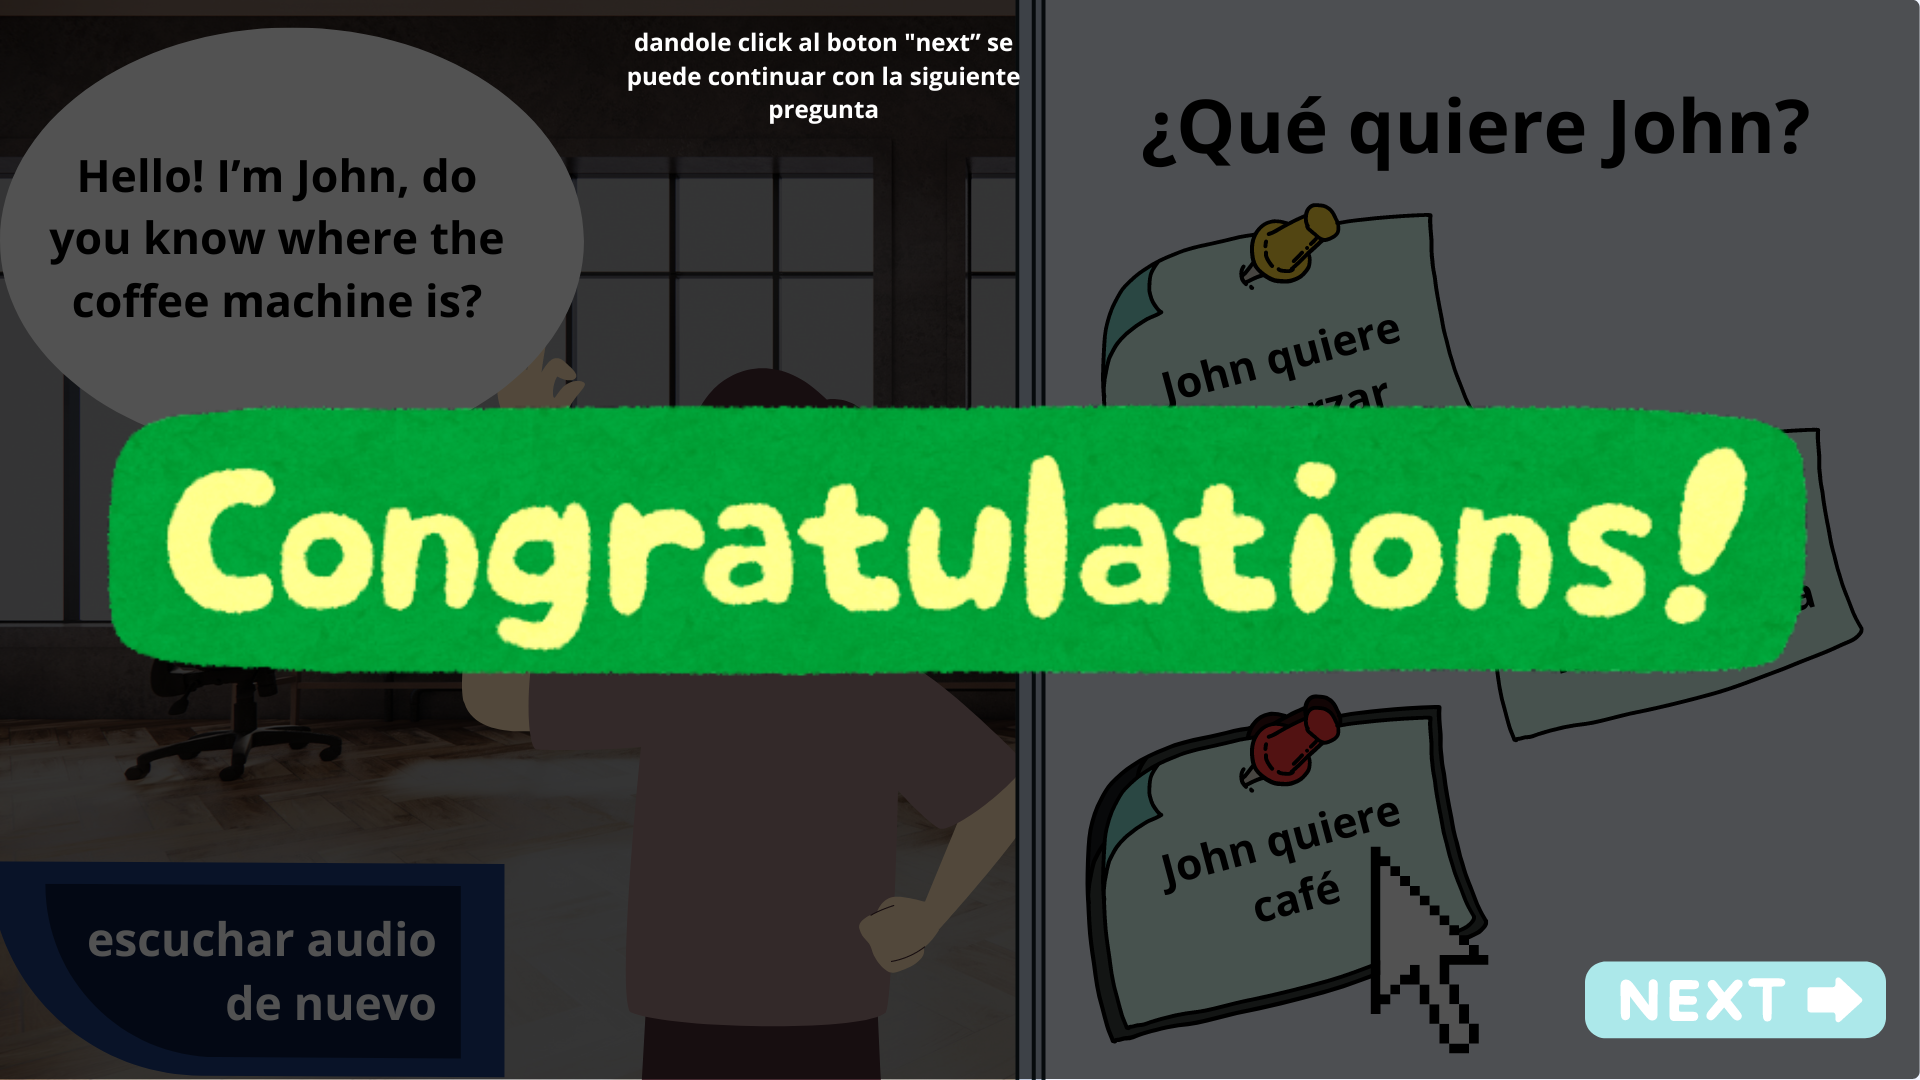 dandole click al boton "next” se
puede continuar con la siguiente
pregunta
Hello! I’m John, do
you know where the
coffee machine is?
¿Qué quiere John?
John quiere
Congratulations!
John quiere
café
escuchar audio
de nuevo
NEXT